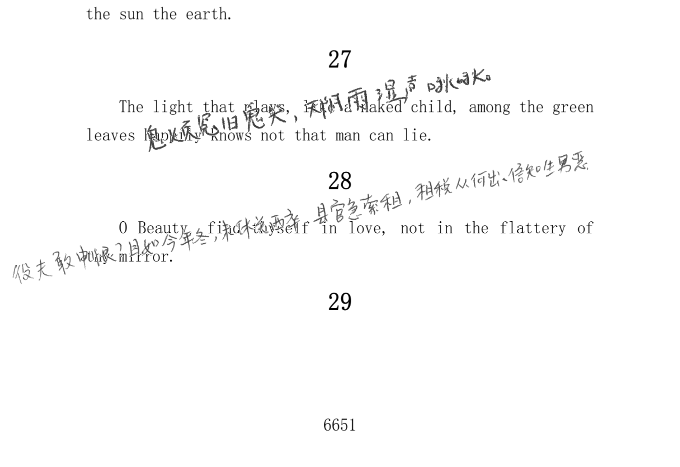 the sun the earth.
27
The light that plays, like a naked child, among the green
leaves happily knows not that man can lie.
鬼烦冤旧鬼哭，天阴雨湿声啾啾。
28
O Beauty, find thyself in love, not in the flattery of
thy mirror.
役夫敢申恨？且如今年冬，未休关西卒。县官急索租，租税从何出？信知生男恶
29
6651